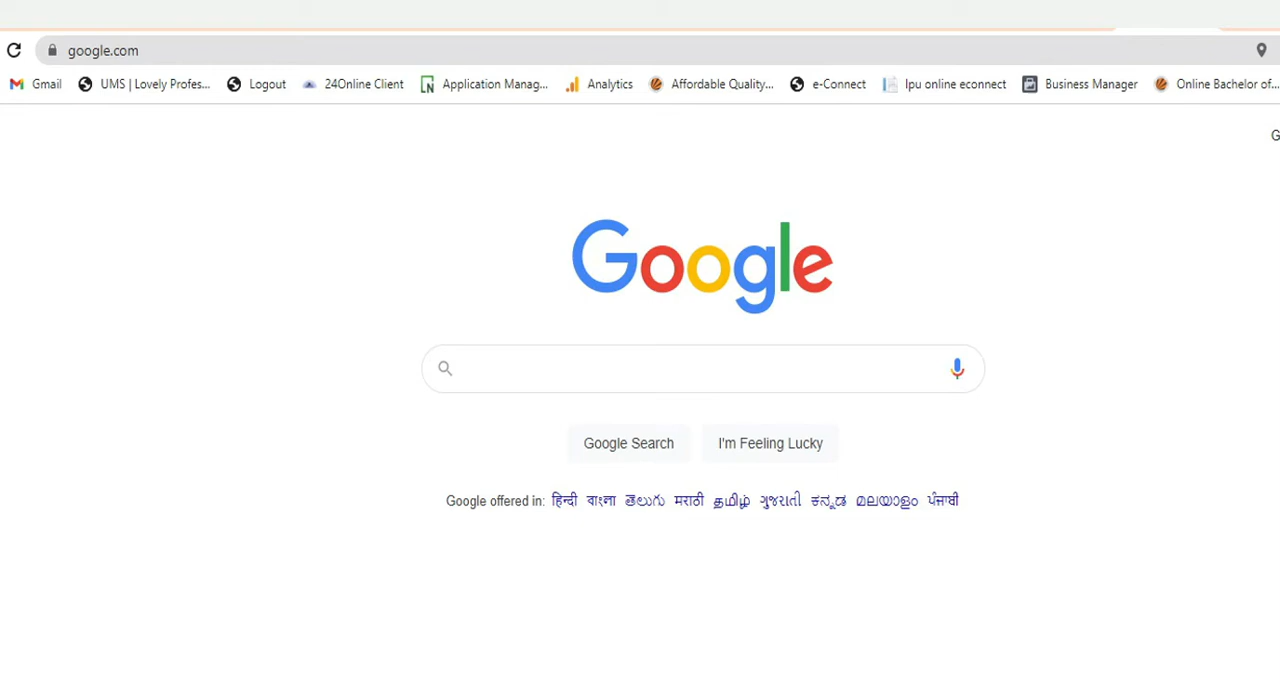 google.com
Gmail UMS | Lovely Profes... Logout 24Online Client Application Manag... Analytics Affordable Quality... e-Connect lpu online econnect Business Manager Online Bachelor of...
G
Google
Google Search I'm Feeling Lucky
Google offered in: हिन्दी বাংলা తెలుగు मराठी தமிழ் ગુજરાતી ಕನ್ನಡ മലയാളം ਪੰਜਾਬੀ